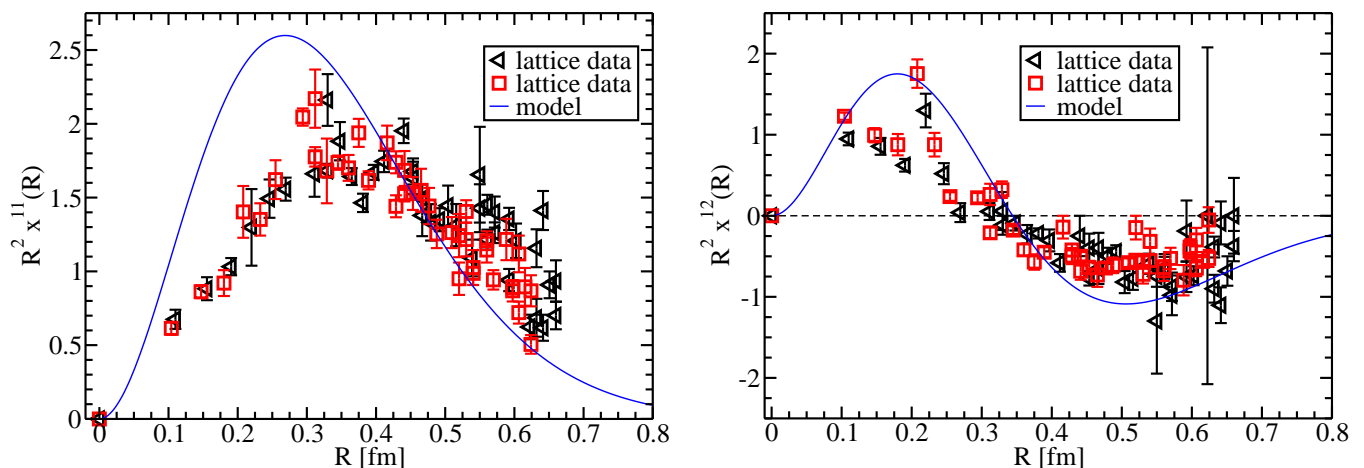 2.5
2
1.5
1
0.5
0
R² x¹¹(R)
lattice data
lattice data
model
0 0.1 0.2 0.3 0.4 0.5 0.6 0.7 0.8
R [fm]
2
1
0
-1
-2
R² x¹²(R)
lattice data
lattice data
model
0 0.1 0.2 0.3 0.4 0.5 0.6 0.7 0.8
R [fm]